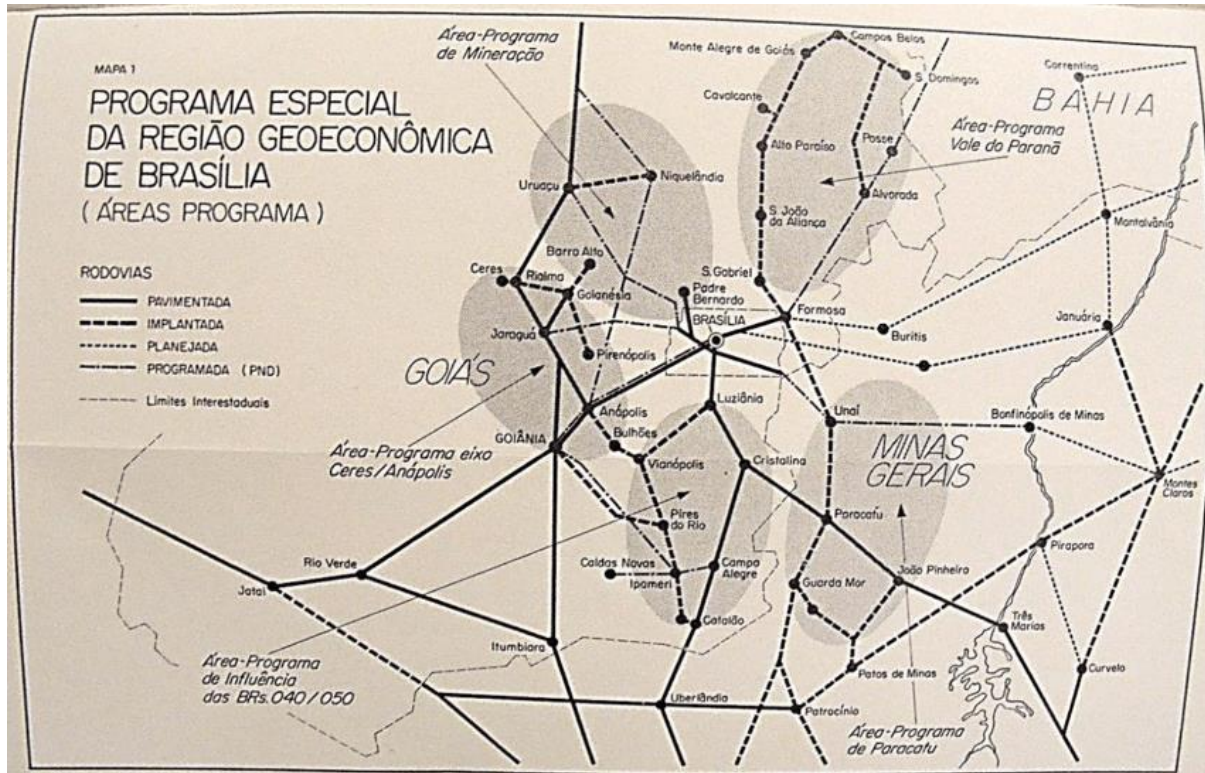 MAPA 1
PROGRAMA ESPECIAL
DA REGIÃO GEOECONÔMICA
DE BRASÍLIA
( ÁREAS PROGRAMA )
RODOVIAS
PAVIMENTADA
IMPLANTADA
PLANEJADA
PROGRAMADA (PND)
Limites Interestaduais
Área-Programa
de Mineração
Monte Alegre de Goiás
Campos Belos
S. Domingos
Cavalcante
Correntina
BAHIA
Área-Programa
Vale do Paranã
Alto Paraíso
Posse
Alvorada
Uruaçu
Niquelândia
S. João
da Aliança
Montalvânia
Barro Alto
Ceres
Rialma
Goianésia
S. Gabriel
Padre
Bernardo
BRASÍLIA
Formosa
Buritis
Januária
Jaraguá
Pirenópolis
GOIÁS
Anápolis
Luziânia
Unaí
Bonfinópolis de Minas
GOIÂNIA
Bulhões
Área-Programa eixo
Ceres/Anápolis
Vianópolis
Cristalina
MINAS
GERAIS
Montes
Claros
Pires
do Rio
Paracatu
Pirapora
Rio Verde
Caldas Novas
Ipameri
Campo
Alegre
Guarda Mor
João Pinheiro
Jataí
Catalão
Três
Marias
Itumbiara
Área-Programa
de Influência
das BRs. 040/050
Patos de Minas
Curvelo
Uberlândia
Patrocínio
Área-Programa
de Paracatu